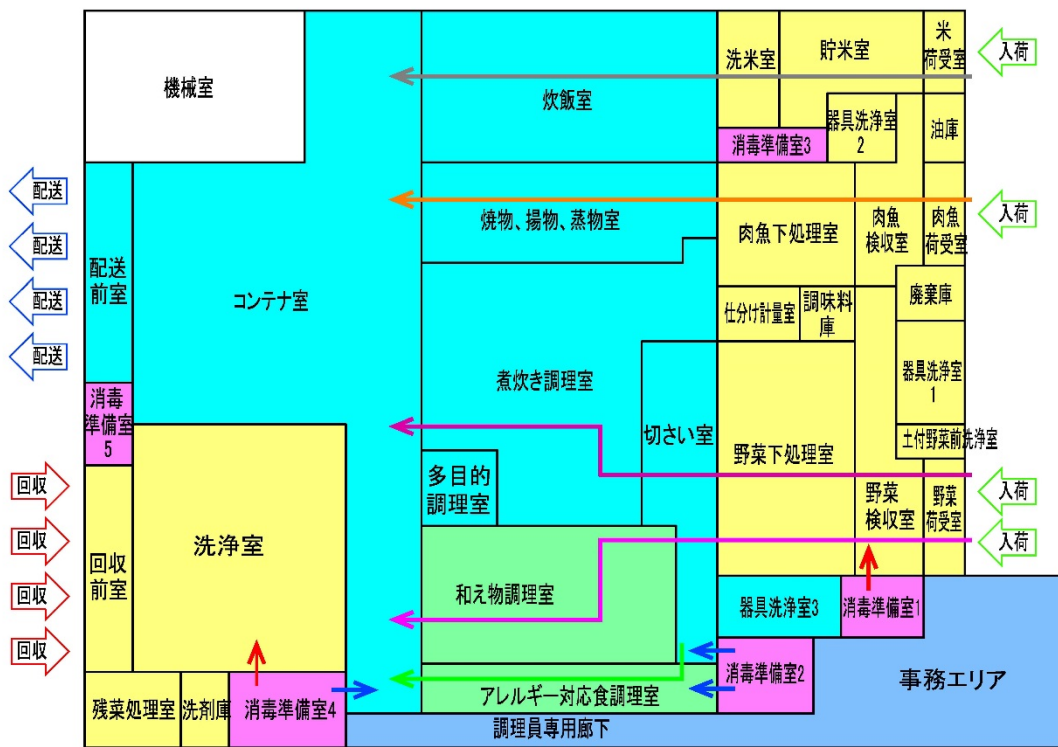 機械室
炊飯室
洗米室
貯米室
米
荷受室
入荷
消毒準備室3
器具洗浄室
2
油庫
配送
配送
配送
配送
配送
前室
コンテナ室
焼物、揚物、蒸物室
肉魚下処理室
肉魚
検収室
肉魚
荷受室
入荷
仕分け計量室
調味料
庫
廃棄庫
器具洗浄室
1
土付野菜前洗浄室
煮炊き調理室
切さい室
野菜下処理室
野菜
検収室
野菜
荷受室
入荷
入荷
消毒
準備室
5
多目的
調理室
回収
回収
回収
回収
回収
前室
洗浄室
和え物調理室
器具洗浄室3
消毒準備室1
消毒準備室2
事務エリア
残菜処理室
洗剤庫
消毒準備室4
アレルギー対応食調理室
調理員専用廊下